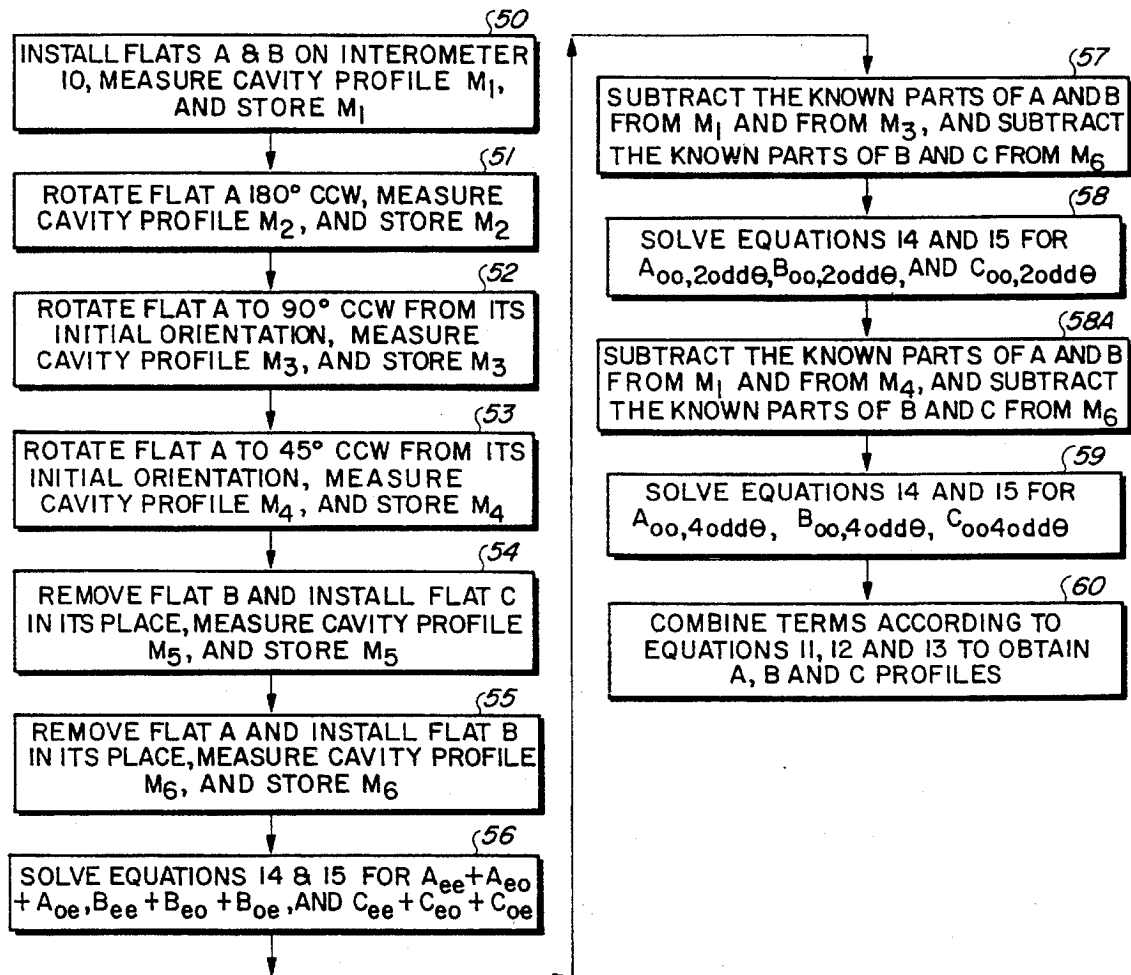 50
INSTALL FLATS A & B ON INTEROMETER
10, MEASURE CAVITY PROFILE M1,
AND STORE M1
51
ROTATE FLAT A 180° CCW, MEASURE
CAVITY PROFILE M2, AND STORE M2
52
ROTATE FLAT A TO 90° CCW FROM ITS
INITIAL ORIENTATION, MEASURE
CAVITY PROFILE M3, AND STORE M3
53
ROTATE FLAT A TO 45° CCW FROM ITS
INITIAL ORIENTATION, MEASURE
CAVITY PROFILE M4, AND STORE M4
54
REMOVE FLAT B AND INSTALL FLAT C
IN ITS PLACE, MEASURE CAVITY PROFILE
M5, AND STORE M5
55
REMOVE FLAT A AND INSTALL FLAT B
IN ITS PLACE, MEASURE CAVITY PROFILE
M6, AND STORE M6
56
SOLVE EQUATIONS 14 & 15 FOR Aee+Aeo
+Aoe, Bee+Beo+Boe, AND Cee+Ceo+Coe
57
SUBTRACT THE KNOWN PARTS OF A AND B
FROM M1 AND FROM M3, AND SUBTRACT
THE KNOWN PARTS OF B AND C FROM M6
58
SOLVE EQUATIONS 14 AND 15 FOR
Aoo,2oddθ, Boo,2oddθ, AND Coo,2oddθ
58A
SUBTRACT THE KNOWN PARTS OF A AND B
FROM M1 AND FROM M4, AND SUBTRACT
THE KNOWN PARTS OF B AND C FROM M6
59
SOLVE EQUATIONS 14 AND 15 FOR
Aoo,4oddθ, Boo,4oddθ, Coo4oddθ
60
COMBINE TERMS ACCORDING TO
EQUATIONS 11, 12 AND 13 TO OBTAIN
A, B AND C PROFILES